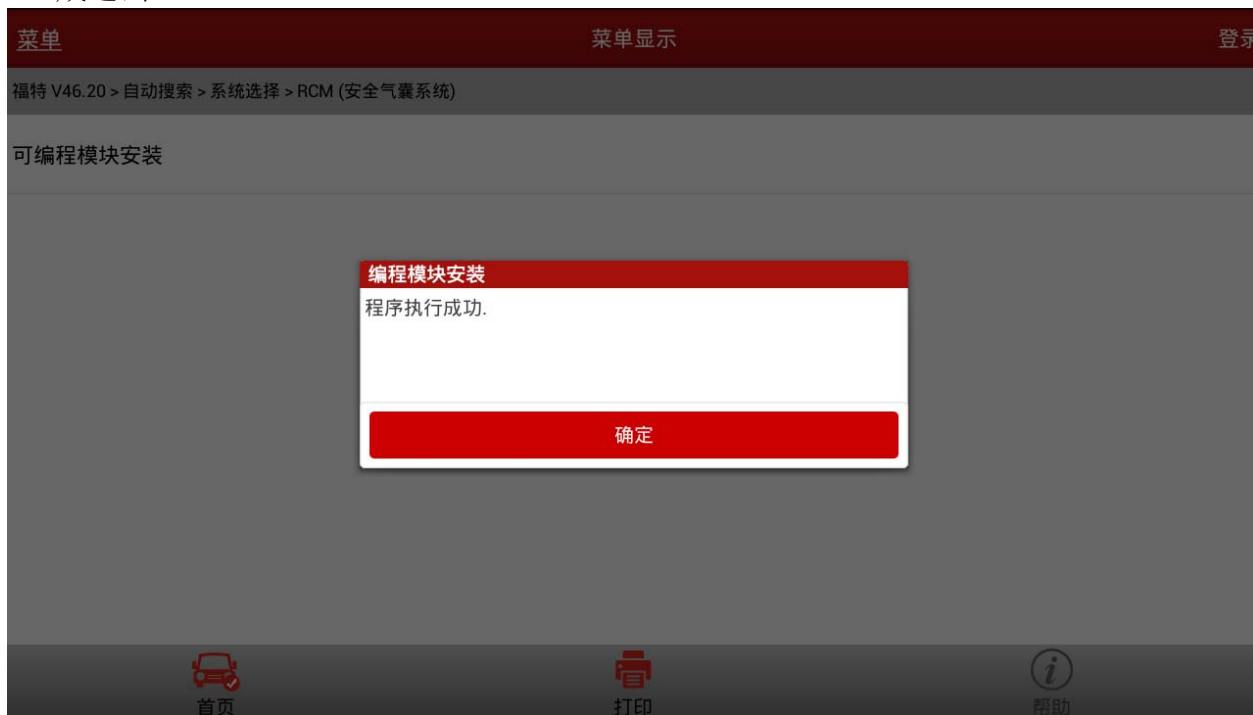 菜单
菜单显示
登录
福特 V46.20 > 自动搜索 > 系统选择 > RCM (安全气囊系统)
可编程模块安装
编程模块安装
程序执行成功.
确定
首页
打印
帮助